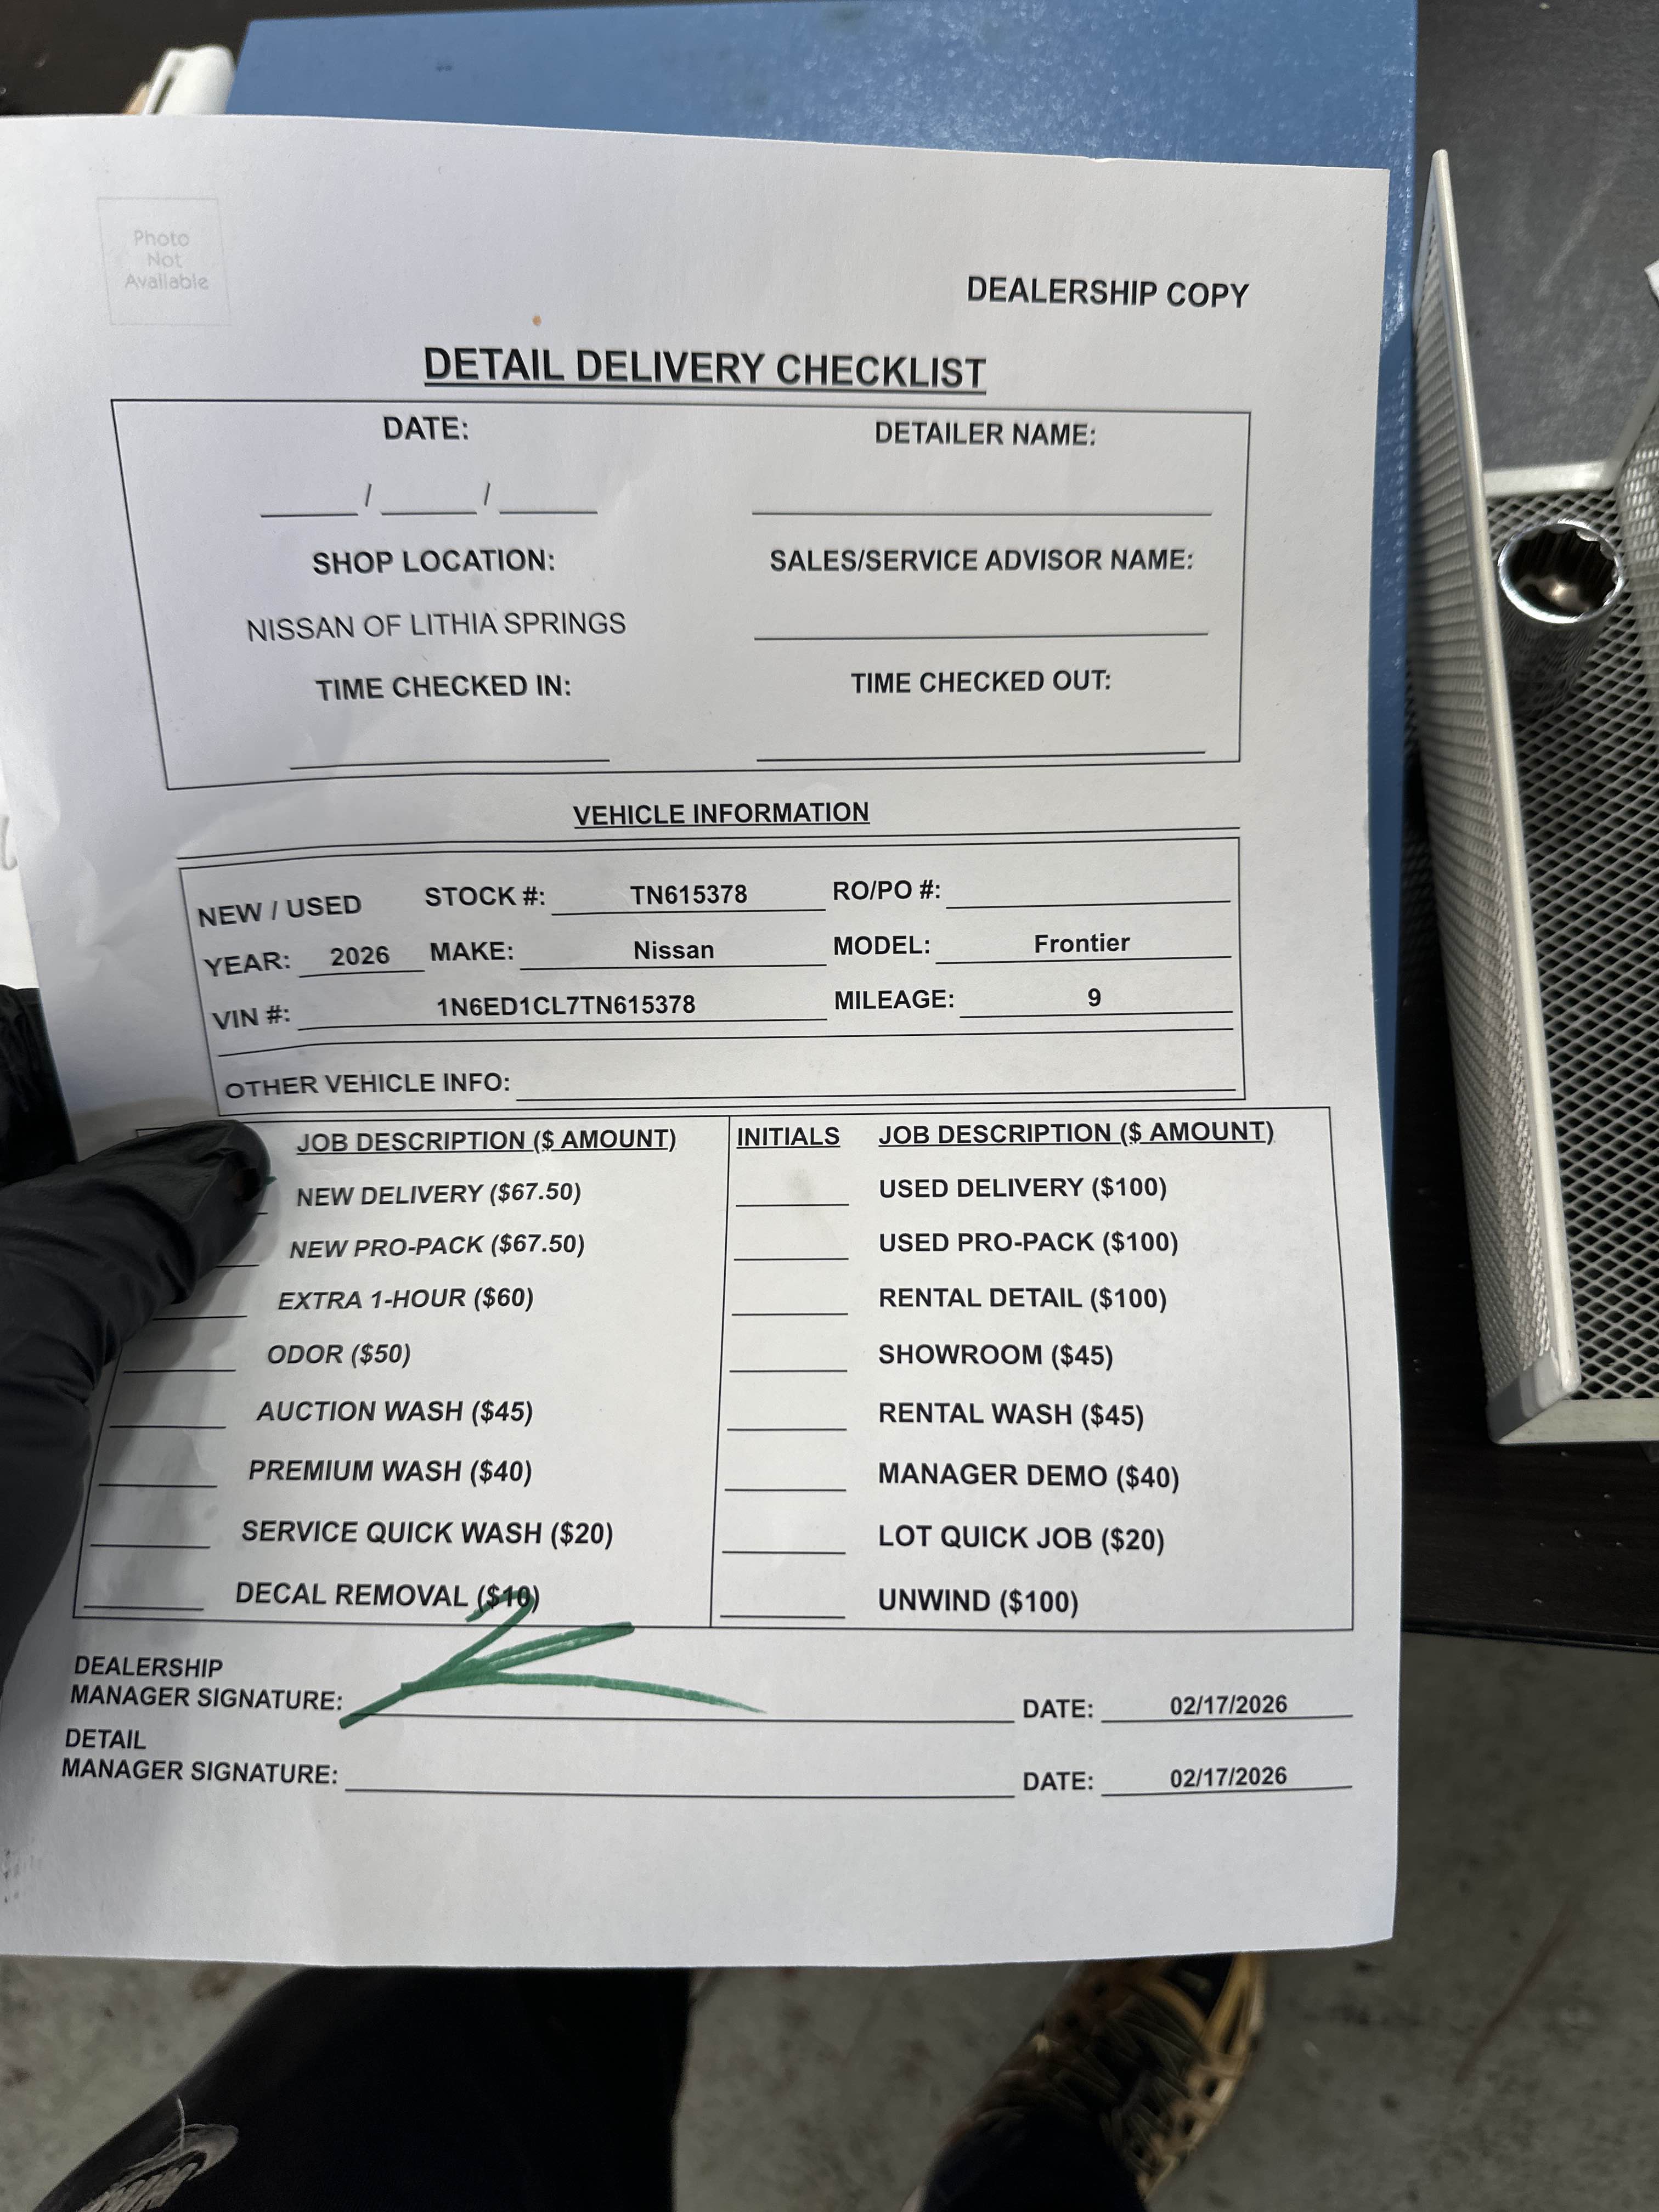 Photo
Not
Available
DEALERSHIP COPY
DETAIL DELIVERY CHECKLIST
DATE: DETAILER NAME:
/ /
SHOP LOCATION: SALES/SERVICE ADVISOR NAME:
NISSAN OF LITHIA SPRINGS
TIME CHECKED IN: TIME CHECKED OUT:
VEHICLE INFORMATION
NEW / USED STOCK #: TN615378 RO/PO #:
YEAR: 2026 MAKE: Nissan MODEL: Frontier
VIN #: 1N6ED1CL7TN615378 MILEAGE: 9
OTHER VEHICLE INFO:
JOB DESCRIPTION ($ AMOUNT) INITIALS JOB DESCRIPTION ($ AMOUNT)
NEW DELIVERY ($67.50) USED DELIVERY ($100)
NEW PRO-PACK ($67.50) USED PRO-PACK ($100)
EXTRA 1-HOUR ($60) RENTAL DETAIL ($100)
ODOR ($50) SHOWROOM ($45)
AUCTION WASH ($45) RENTAL WASH ($45)
PREMIUM WASH ($40) MANAGER DEMO ($40)
SERVICE QUICK WASH ($20) LOT QUICK JOB ($20)
DECAL REMOVAL ($10) UNWIND ($100)
DEALERSHIP
MANAGER SIGNATURE: DATE: 02/17/2026
DETAIL
MANAGER SIGNATURE: DATE: 02/17/2026